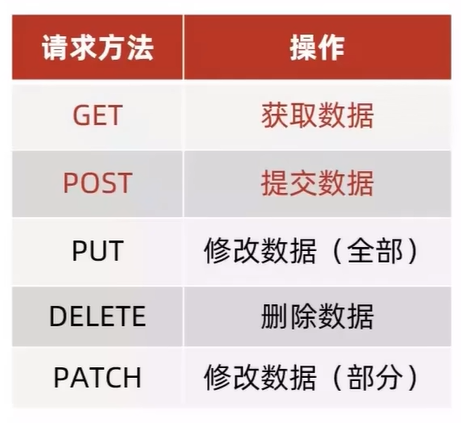 请求方法 操作
GET 获取数据
POST 提交数据
PUT 修改数据（全部）
DELETE 删除数据
PATCH 修改数据（部分）